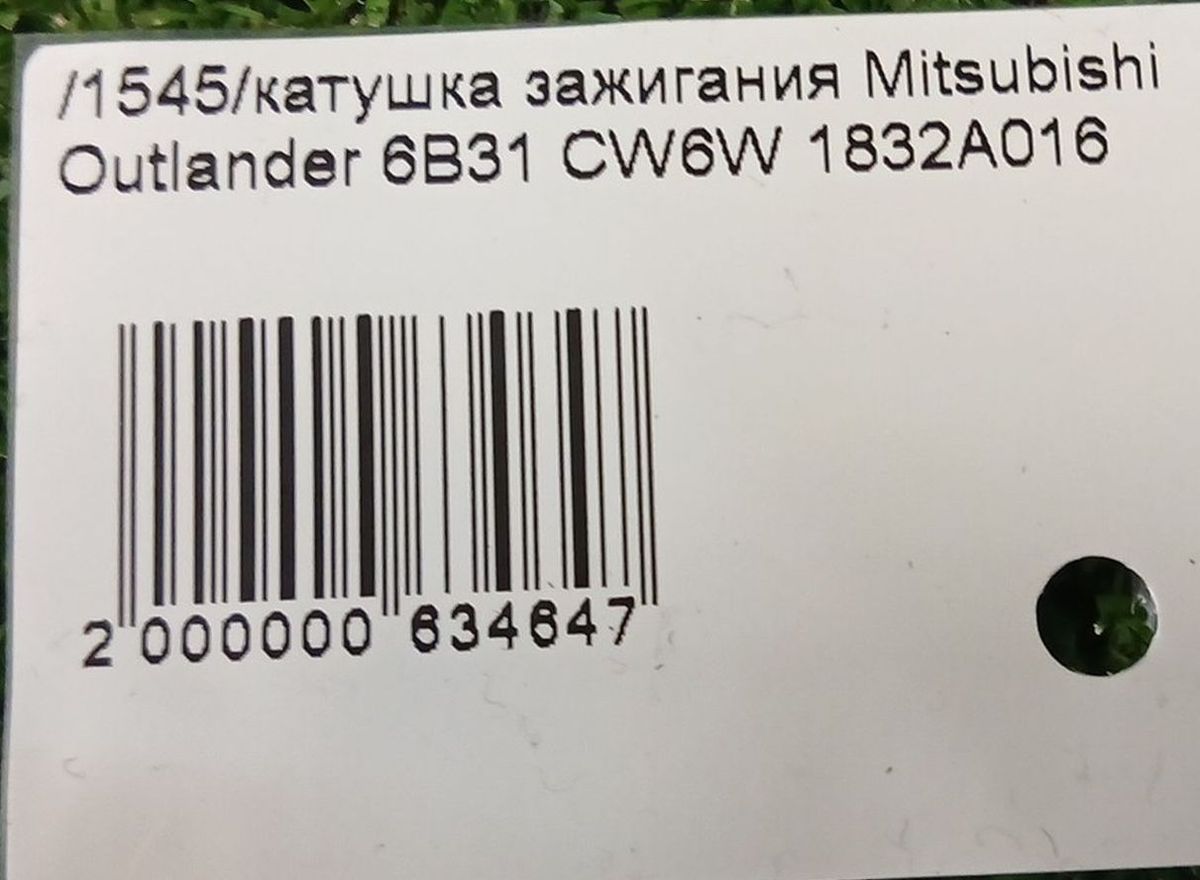 /1545/катушка зажигания Mitsubishi
Outlander 6B31 CW6W 1832A016
2 000000 634647